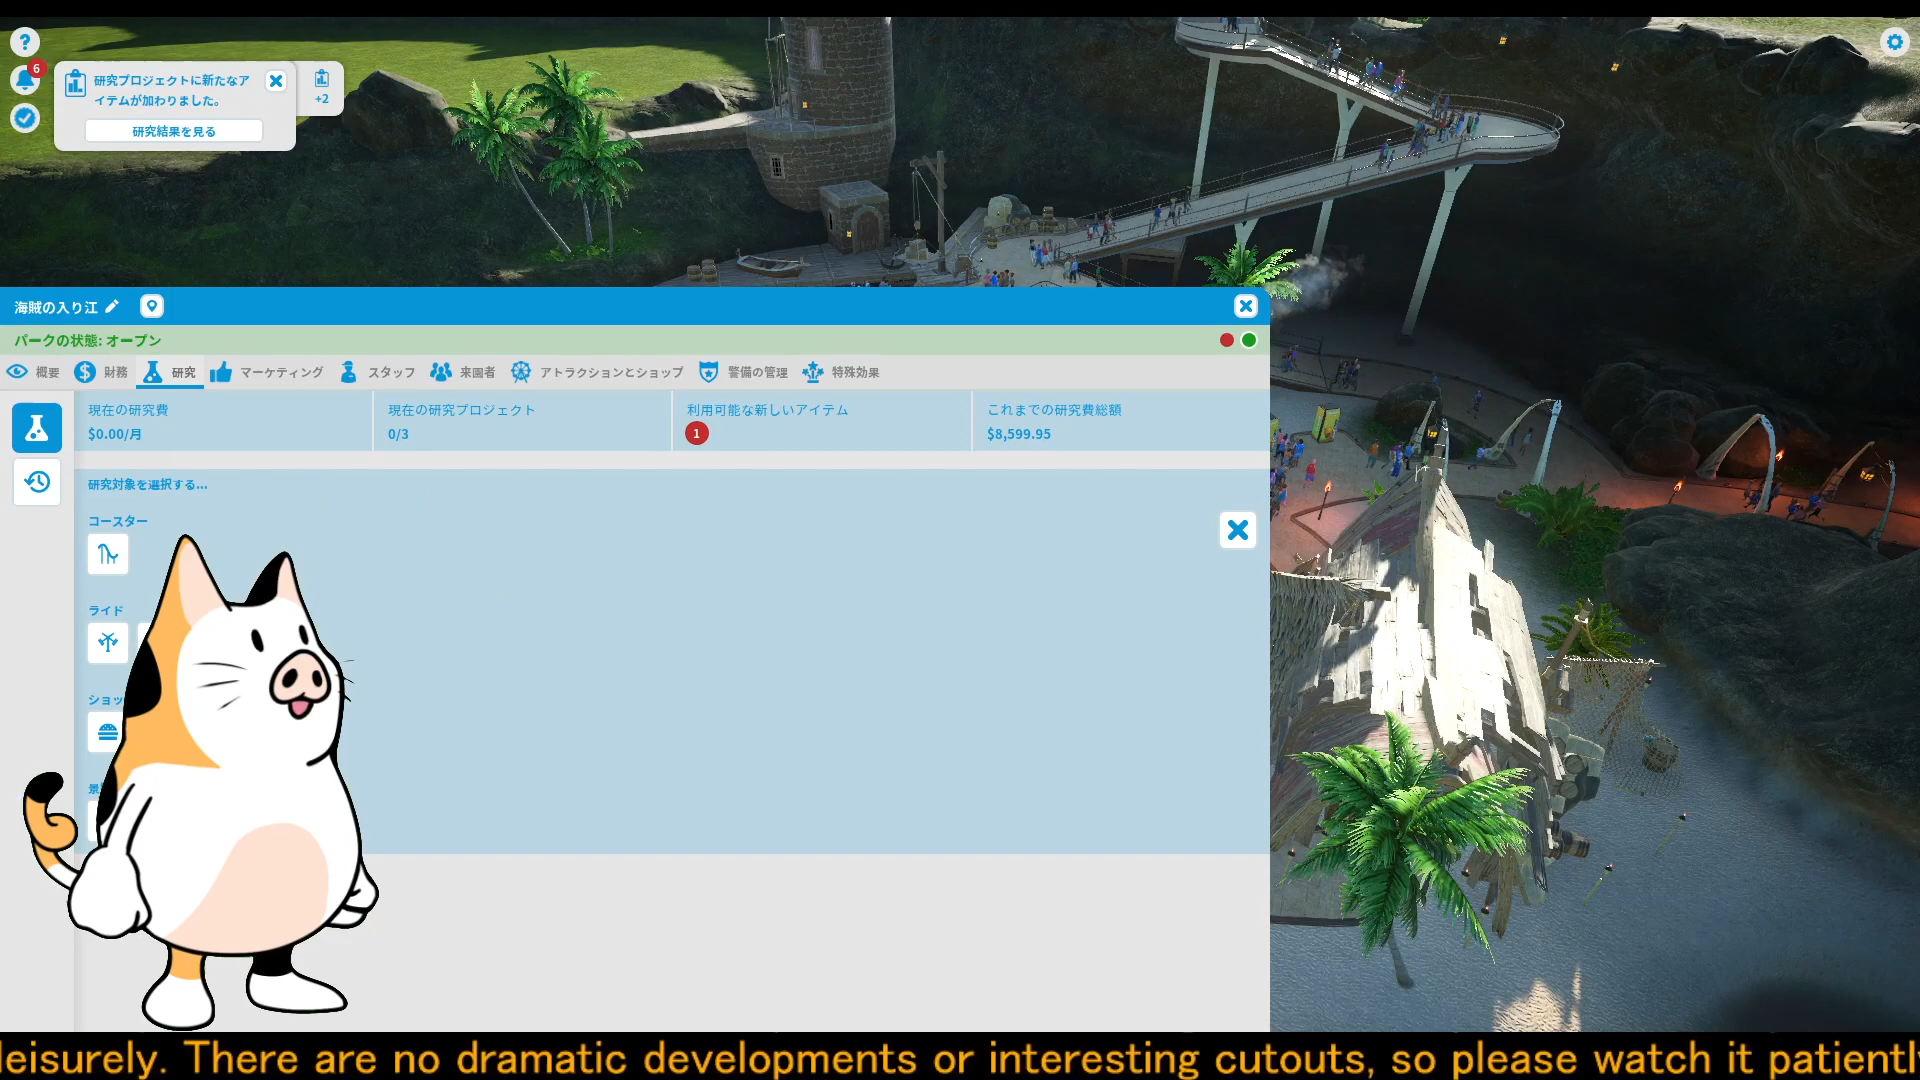 ?
6
研究プロジェクトに新たなア
イテムが加わりました。
+2
研究結果を見る
海賊の入り江
パークの状態: オープン
概要 財務 研究 マーケティング スタッフ 来園者 アトラクションとショップ 警備の管理 特殊効果
現在の研究費 現在の研究プロジェクト 利用可能な新しいアイテム これまでの研究費総額
$0.00/月 0/3 1 $8,599.95
研究対象を選択する...
コースター
ライド
ショッ
景
leisurely. There are no dramatic developments or interesting cutouts, so please watch it patiently